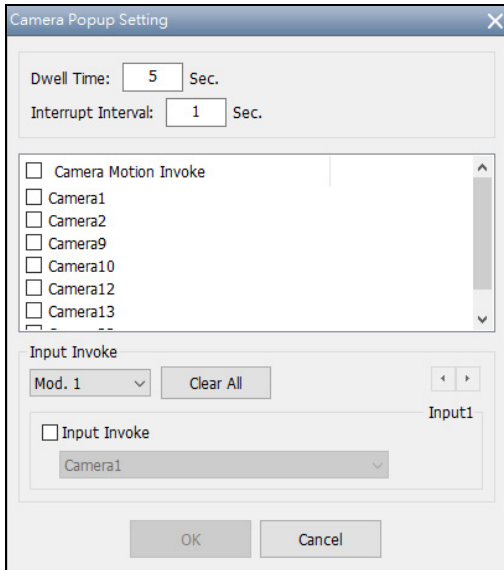 Camera Popup Setting
Dwell Time: 5 Sec.
Interrupt Interval: 1 Sec.
Camera Motion Invoke
Camera1
Camera2
Camera9
Camera10
Camera12
Camera13
Input Invoke
Mod. 1 Clear All
Input1
Input Invoke
Camera1
OK Cancel